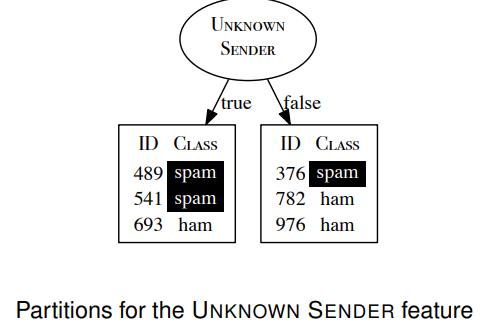 UNKNOWN
SENDER
true false
ID CLASS ID CLASS
489 spam 376 spam
541 spam 782 ham
693 ham 976 ham
Partitions for the UNKNOWN SENDER feature